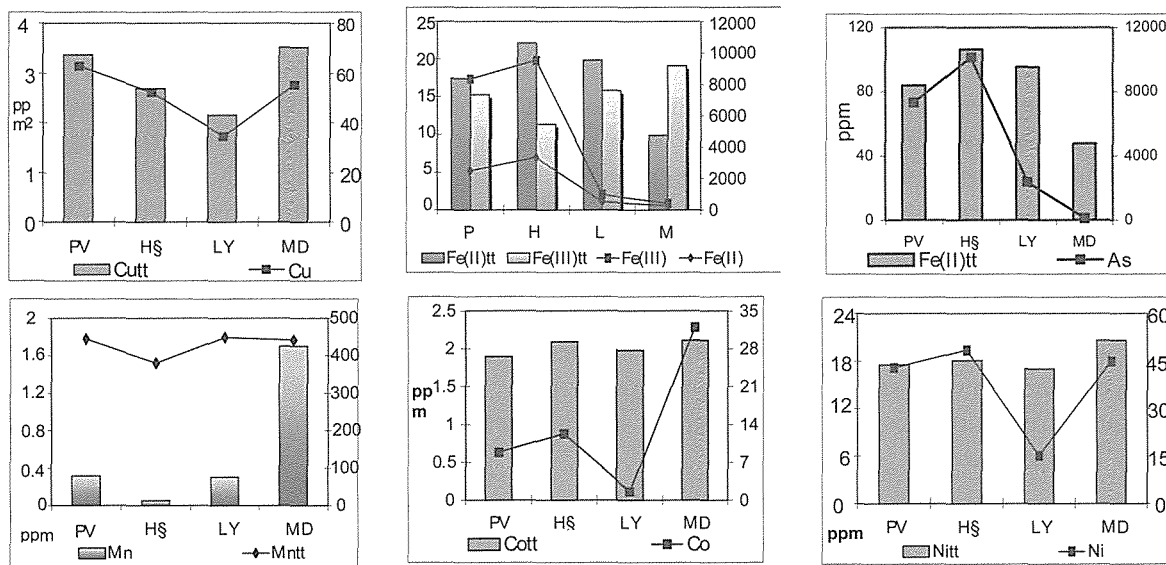 4 80
3 60
pp
m
2 40
1 20
0 0
PV H§ LY MD
Cutt Cu
25 12000
20 10000
15 8000
6000
10 4000
5 2000
0 0
P H L M
Fe(II)tt Fe(III)tt Fe(III) Fe(II)
120 12000
80 8000
ppm
40 4000
0 0
PV H§ LY MD
Fe(II)tt As
2 500
1.6 400
1.2 300
0.8 200
0.4 100
0 0
ppm PV H§ LY MD
Mn Mntt
2.5 35
2 28
1.5 21
pp
m
1 14
0.5 7
0 0
PV H§ LY MD
Cott Co
24 60
18 45
12 30
6 15
0 0
ppm PV H§ LY MD
Nitt Ni